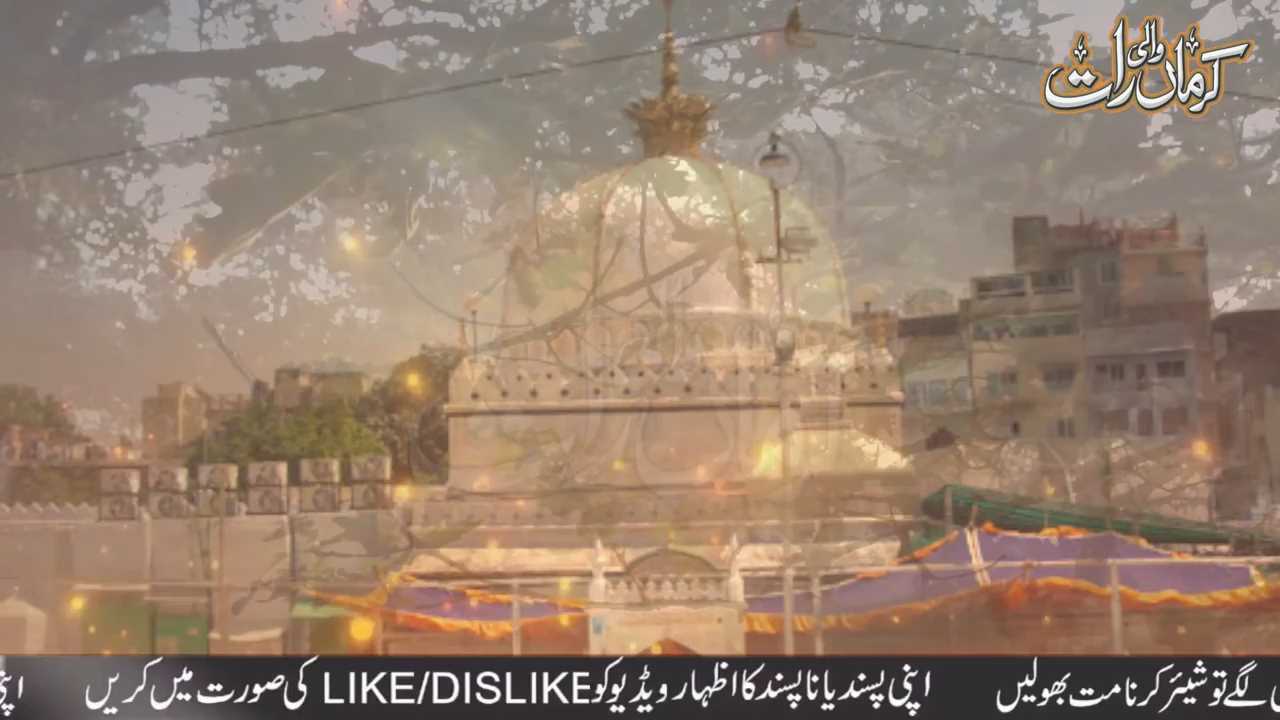 کرماں والی رات
لگے تو شیئر کرنا مت بھولیں اپنی پسند یا ناپسند کا اظہار ویڈیو کو LIKE/DISLIKE کی صورت میں کریں